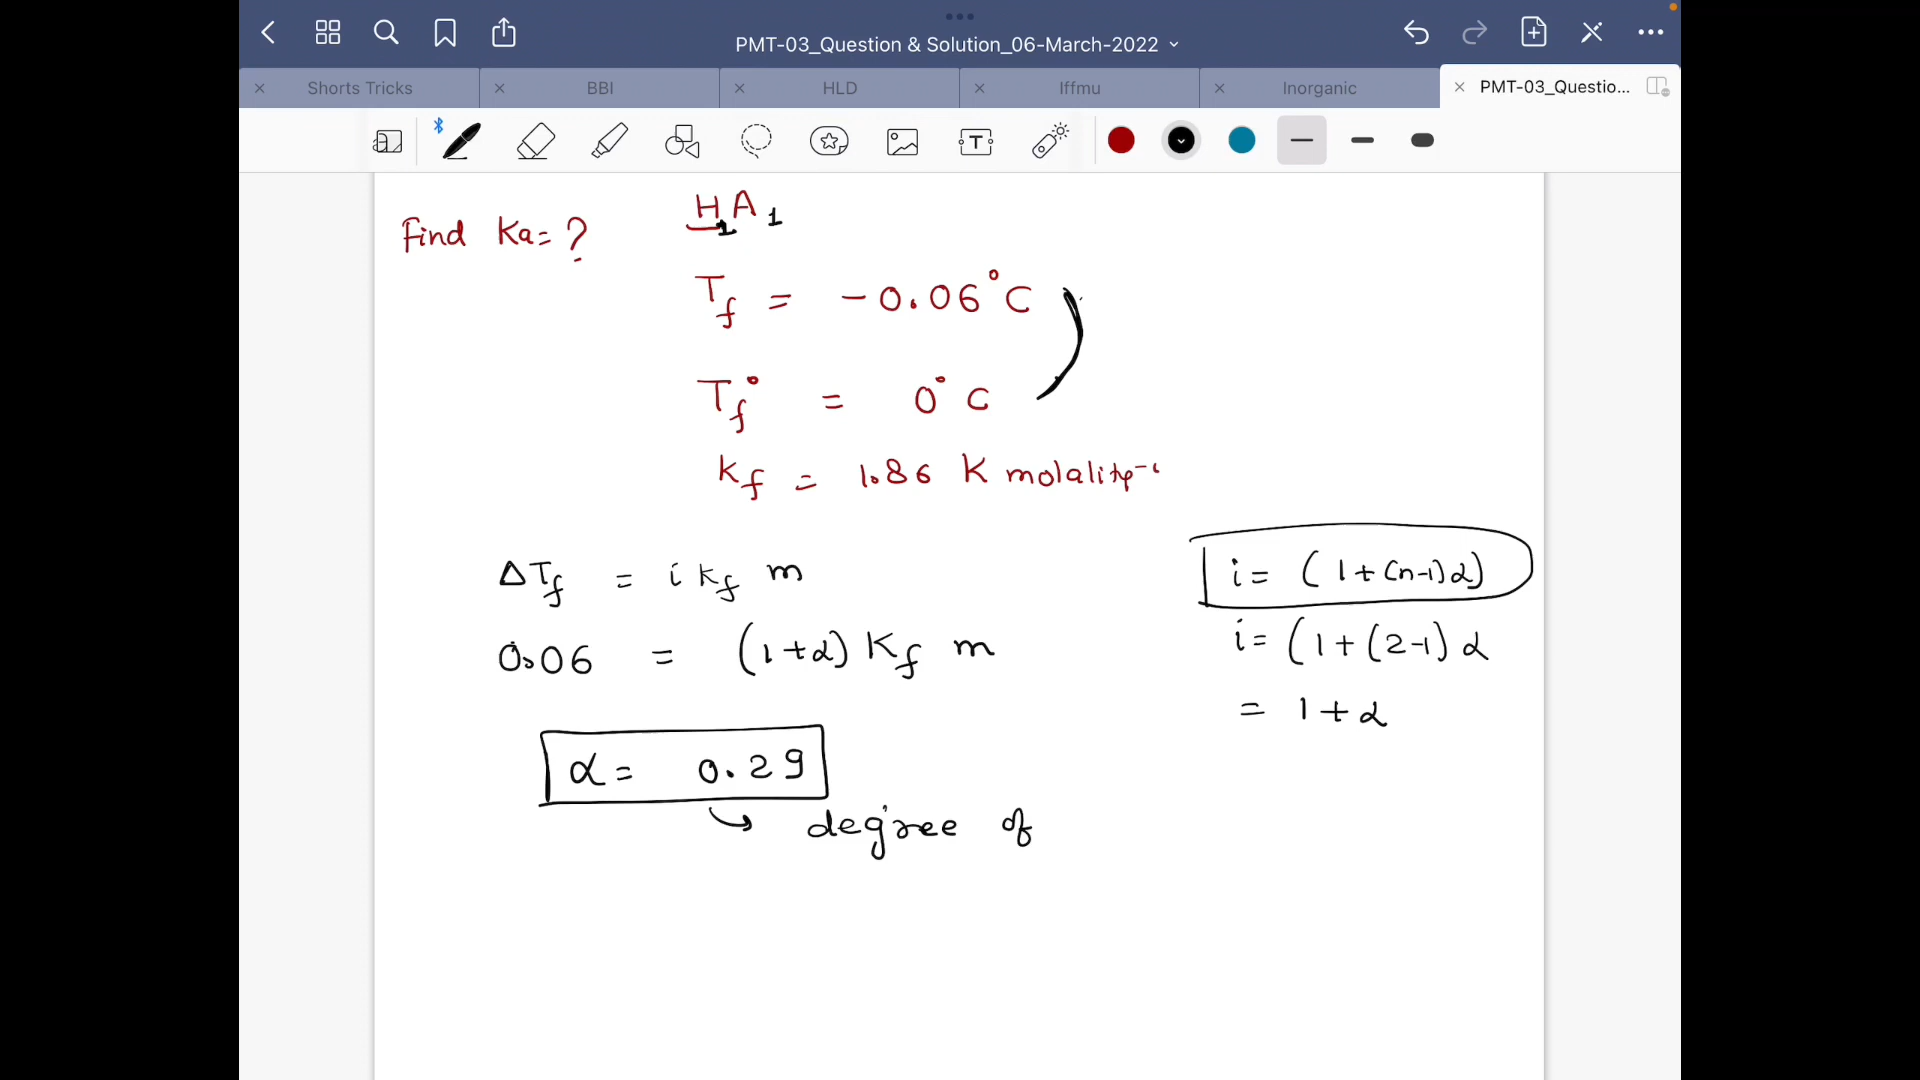 PMT-03_Question & Solution_06-March-2022
Shorts Tricks
BBI
HLD
Iffmu
Inorganic
PMT-03_Questio...
T
Find Ka = ?
H₁A₁
Tf = -0.06°C
Tf° = 0°C
Kf = 1.86 K molality⁻¹
ΔTf = i Kf m
i = (1+(n-1)α)
0.06 = (1+α) Kf m
i = (1+(2-1)α
= 1+α
α = 0.29
degree of